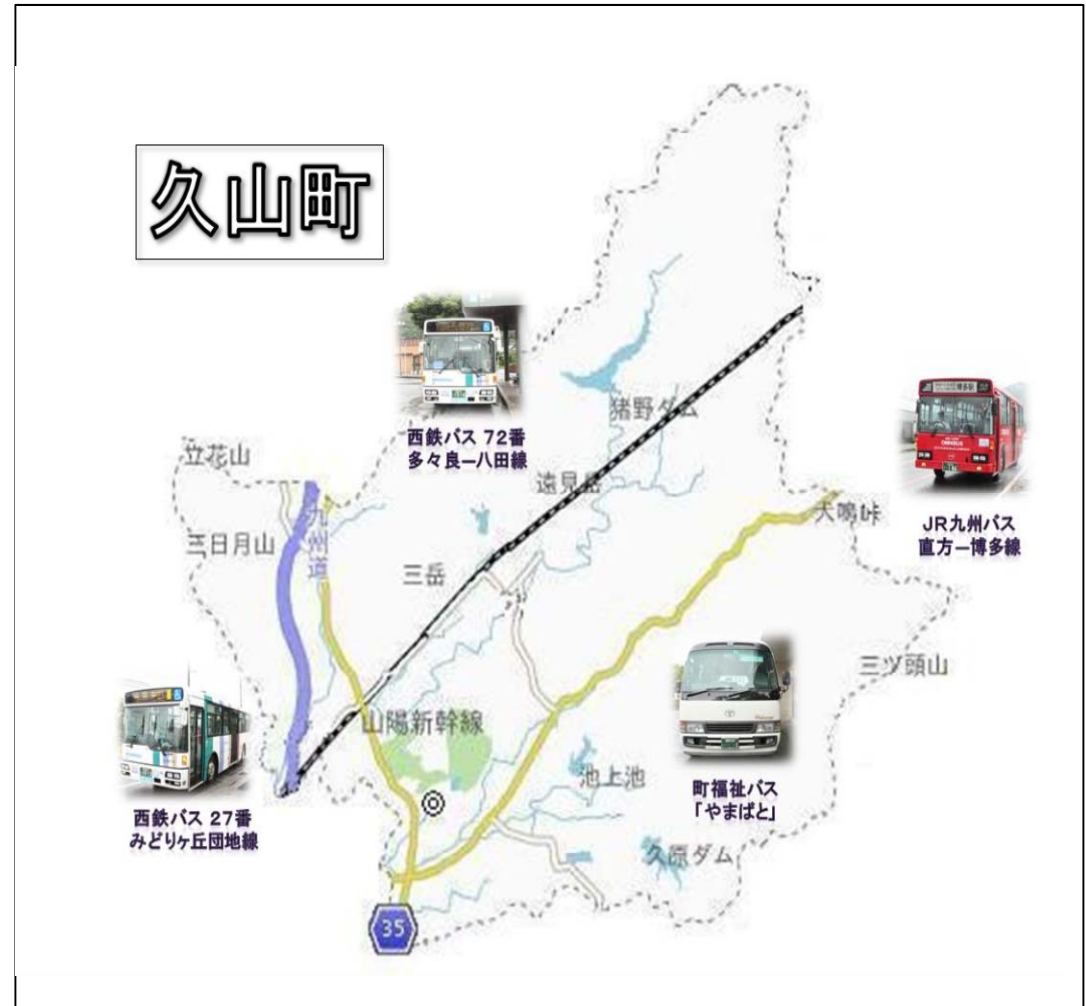 久山町
西鉄バス 72番
多々良ー八田線
猪野ダム
立花山
遠見岳
犬鳴峠
JR九州バス
直方ー博多線
九州道
三日月山
三岳
三ツ頭山
山陽新幹線
池上池
西鉄バス 27番
みどりヶ丘団地線
町福祉バス
「やまばと」
久原ダム
35